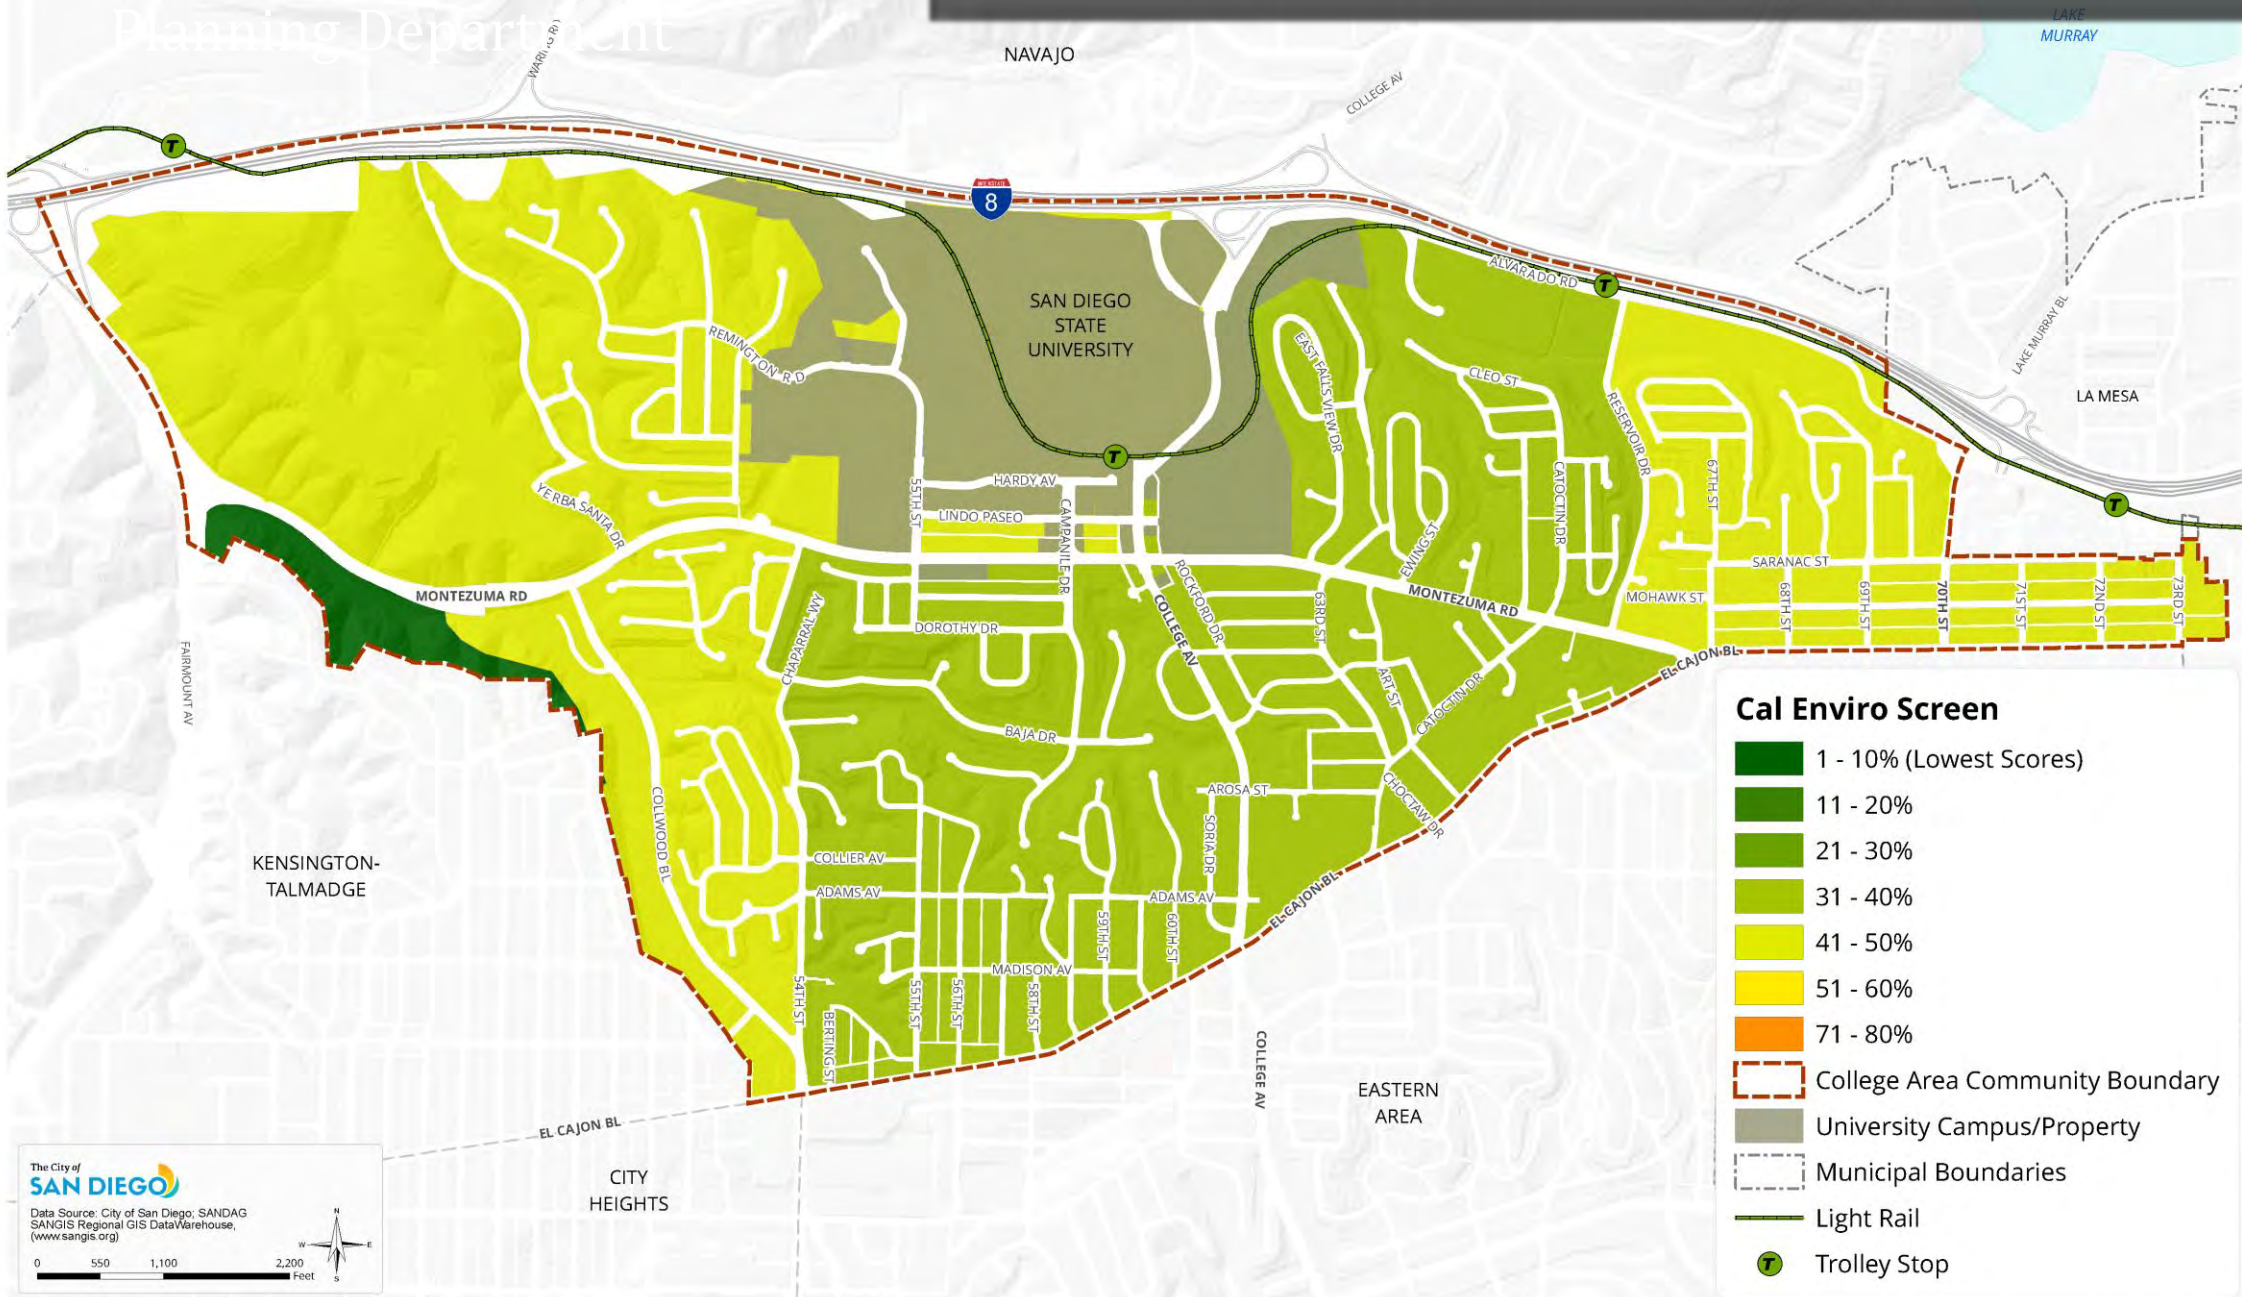 Planning Department
LAKE
MURRAY
NAVAJO
WARING RD
COLLEGE AV
INTERSTATE
8
T
T
T
T
SAN DIEGO
STATE
UNIVERSITY
ALVARADO RD
LAKE MURRAY BL
LA MESA
REMINGTON RD
EAST FALLS VIEW DR
CLEO ST
RESERVOIR DR
CATOCTIN DR
67TH ST
YERBA SANTA DR
55TH ST
HARDY AV
LINDO PASEO
CAMPANILE DR
EWING ST
SARANAC ST
MONTEZUMA RD
ROCKFORD DR
MONTEZUMA RD
MOHAWK ST
68TH ST
69TH ST
70TH ST
71ST ST
72ND ST
73RD ST
COLLEGE AV
63RD ST
DOROTHY DR
CHAPARRAL WY
FAIRMOUNT AV
EL CAJON BL
ART ST
CATOCTIN DR
BAJA DR
AROSA ST
CHOCTAW DR
SORIA DR
COLLWOOD BL
COLLIER AV
ADAMS AV
ADAMS AV
EL CAJON BL
KENSINGTON-
TALMADGE
59TH ST
60TH ST
MADISON AV
54TH ST
BERTING ST
55TH ST
56TH ST
58TH ST
COLLEGE AV
EASTERN
AREA
EL CAJON BL
CITY
HEIGHTS
Cal Enviro Screen
1 - 10% (Lowest Scores)
11 - 20%
21 - 30%
31 - 40%
41 - 50%
51 - 60%
71 - 80%
College Area Community Boundary
University Campus/Property
Municipal Boundaries
Light Rail
T Trolley Stop
The City of
SAN DIEGO
Data Source: City of San Diego; SANDAG
SANGIS Regional GIS DataWarehouse,
(www.sangis.org)
0 550 1,100 2,200
Feet
N
W E
S